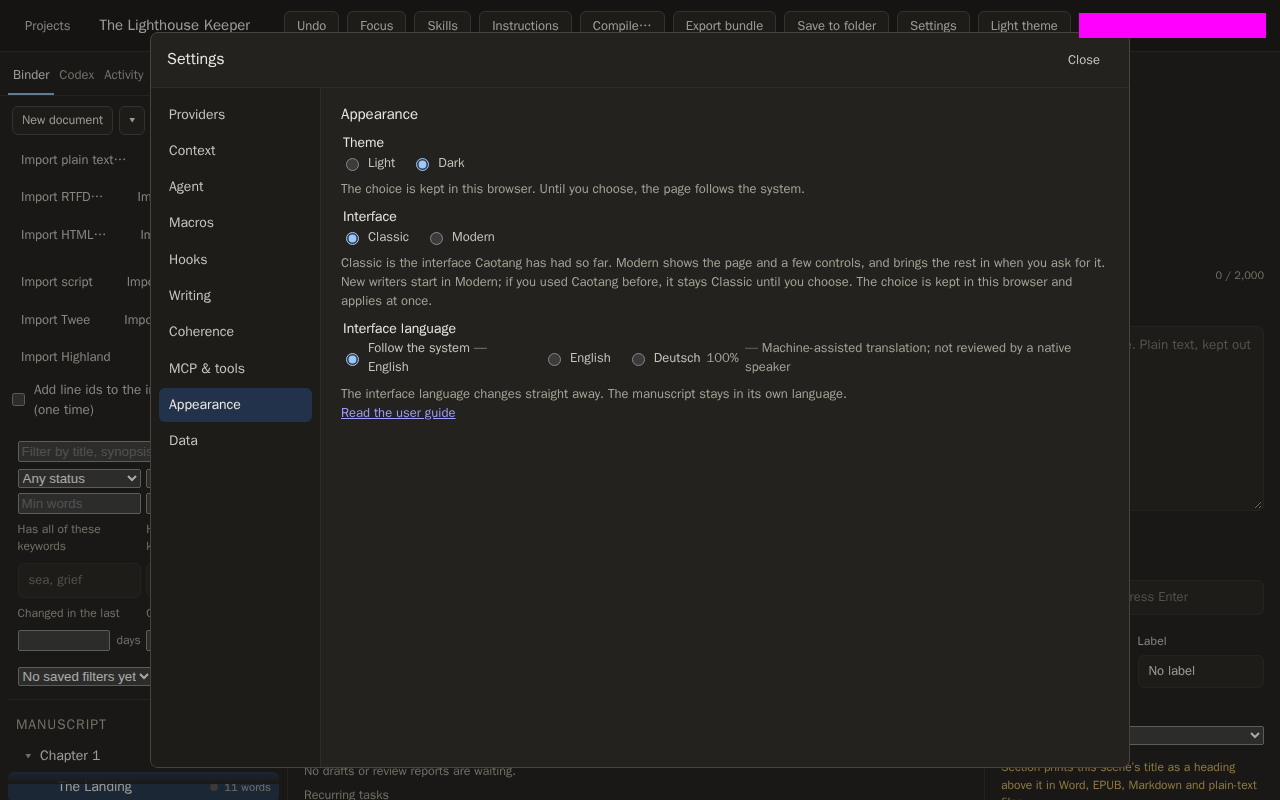 Projects
The Lighthouse Keeper
Undo
Focus
Skills
Instructions
Compile···
Export bundle
Save to folder
Settings
Light theme
Binder
Codex
Activity
New document
Import plain text···
Import RTFD···
Import HTML···
Import script
Import Twee
Import Highland
Add line ids to the
(one time)
Filter by title, synopsis
Any status
Min words
Has all of these
keywords
sea, grief
Changed in the last
days
No saved filters yet
MANUSCRIPT
Chapter 1
The Landing
11 words
Settings
Close
Providers
Context
Agent
Macros
Hooks
Writing
Coherence
MCP & tools
Appearance
Data
Appearance
Theme
Light
Dark
The choice is kept in this browser. Until you choose, the page follows the system.
Interface
Classic
Modern
Classic is the interface Caotang has had so far. Modern shows the page and a few controls, and brings the rest in when you ask for it.
New writers start in Modern; if you used Caotang before, it stays Classic until you choose. The choice is kept in this browser and
applies at once.
Interface language
Follow the system —
English
English
Deutsch 100%
— Machine-assisted translation; not reviewed by a native
speaker
The interface language changes straight away. The manuscript stays in its own language.
Read the user guide
0 / 2,000
e. Plain text, kept out
ress Enter
Label
No label
No drafts or review reports are waiting.
Recurring tasks
Section prints this scene's title as a heading
above it in Word, EPUB, Markdown and plain-text